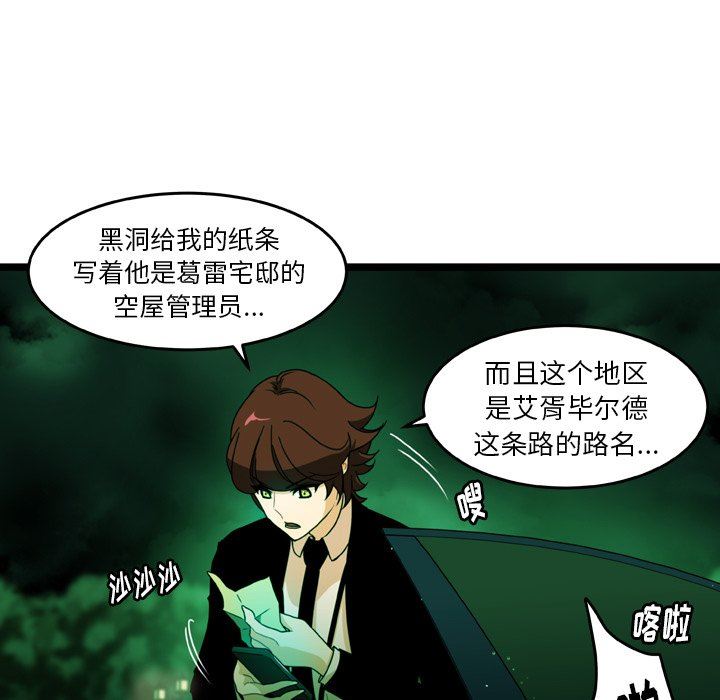 黑洞给我的纸条
写着他是葛雷宅邸的
空屋管理员...
而且这个地区
是艾胥毕尔德
这条路的路名...
嗖
沙沙沙
喀啦